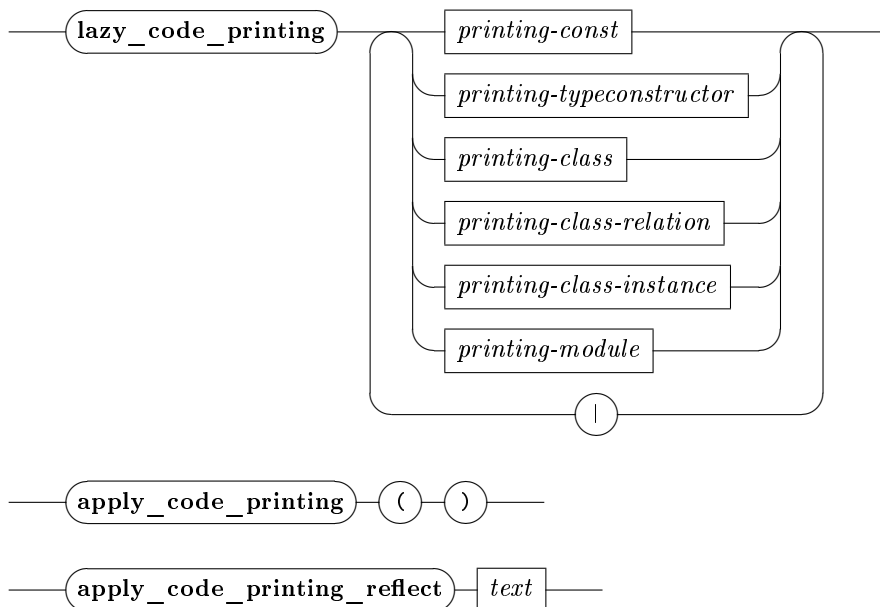 lazy_code_printing printing-const
printing-typeconstructor
printing-class
printing-class-relation
printing-class-instance
printing-module
|
apply_code_printing ( )
apply_code_printing_reflect text